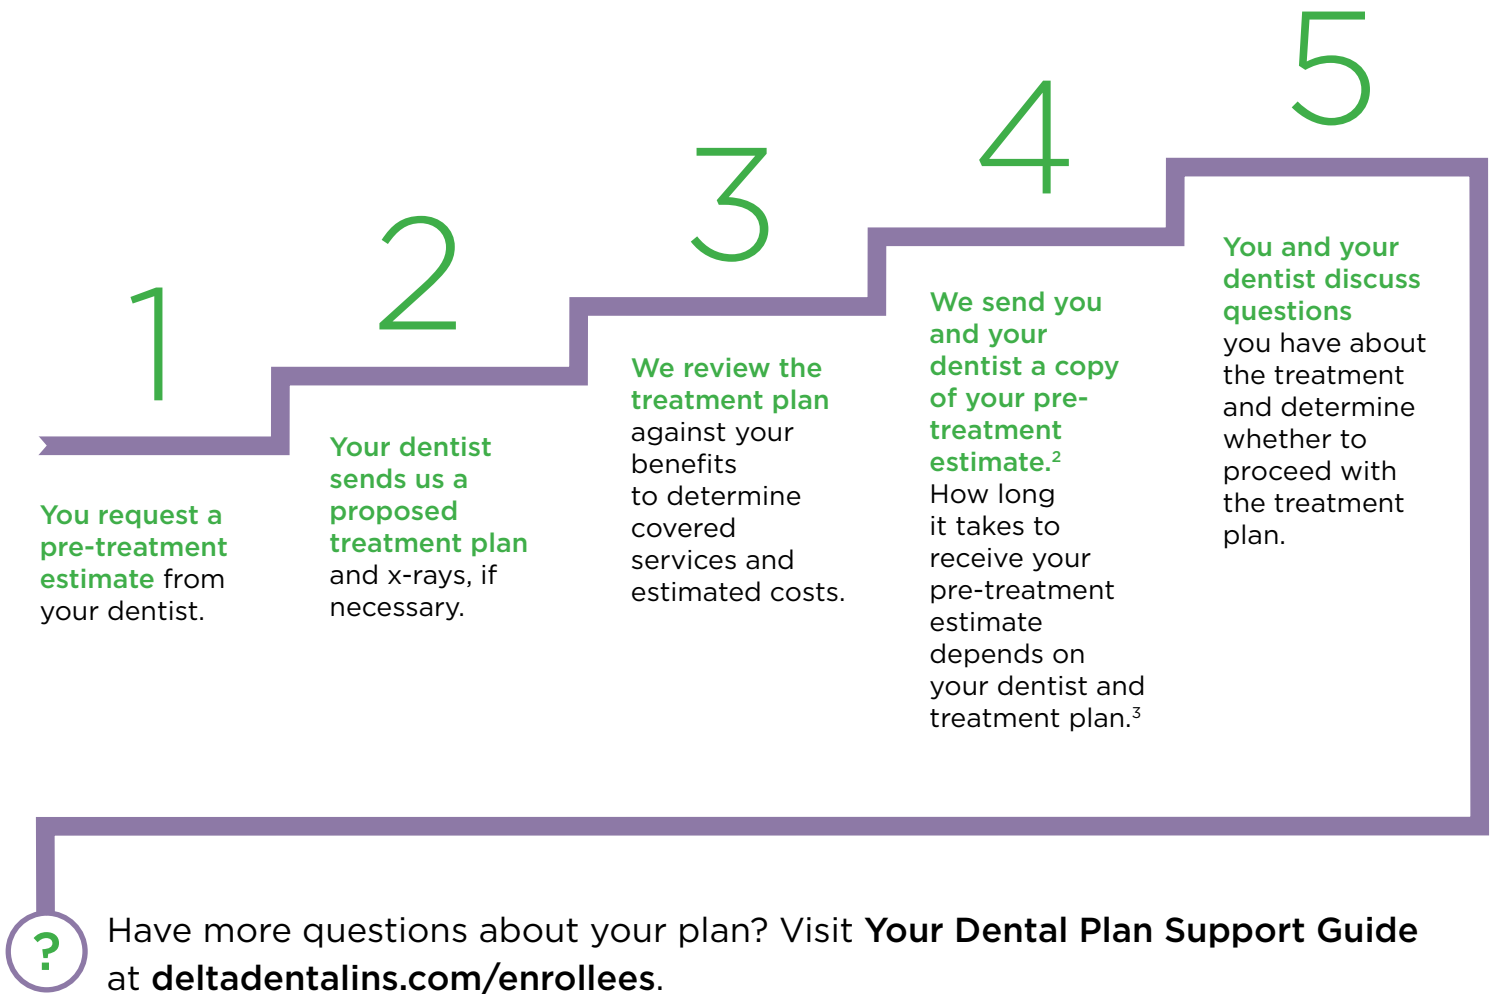 1
You request a
pre-treatment
estimate from
your dentist.
2
Your dentist
sends us a
proposed
treatment plan
and x-rays, if
necessary.
3
We review the
treatment plan
against your
benefits
to determine
covered
services and
estimated costs.
4
We send you
and your
dentist a copy
of your pre-
treatment
estimate.²
How long
it takes to
receive your
pre-treatment
estimate
depends on
your dentist and
treatment plan.³
5
You and your
dentist discuss
questions
you have about
the treatment
and determine
whether to
proceed with
the treatment
plan.
?
Have more questions about your plan? Visit Your Dental Plan Support Guide
at deltadentalins.com/enrollees.